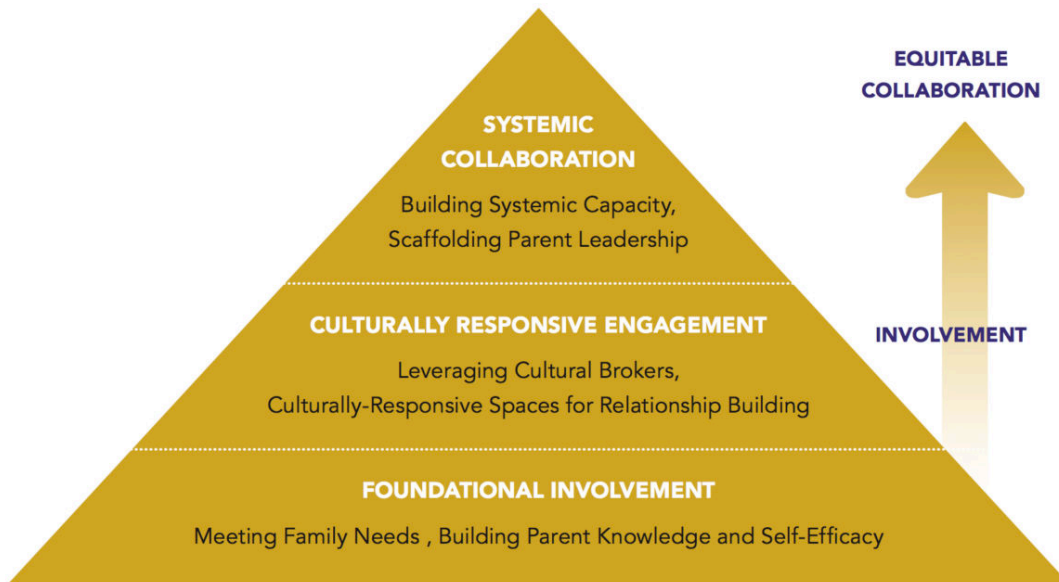 EQUITABLE
COLLABORATION
SYSTEMIC
COLLABORATION
Building Systemic Capacity,
Scaffolding Parent Leadership
CULTURALLY RESPONSIVE ENGAGEMENT
INVOLVEMENT
Leveraging Cultural Brokers,
Culturally-Responsive Spaces for Relationship Building
FOUNDATIONAL INVOLVEMENT
Meeting Family Needs , Building Parent Knowledge and Self-Efficacy